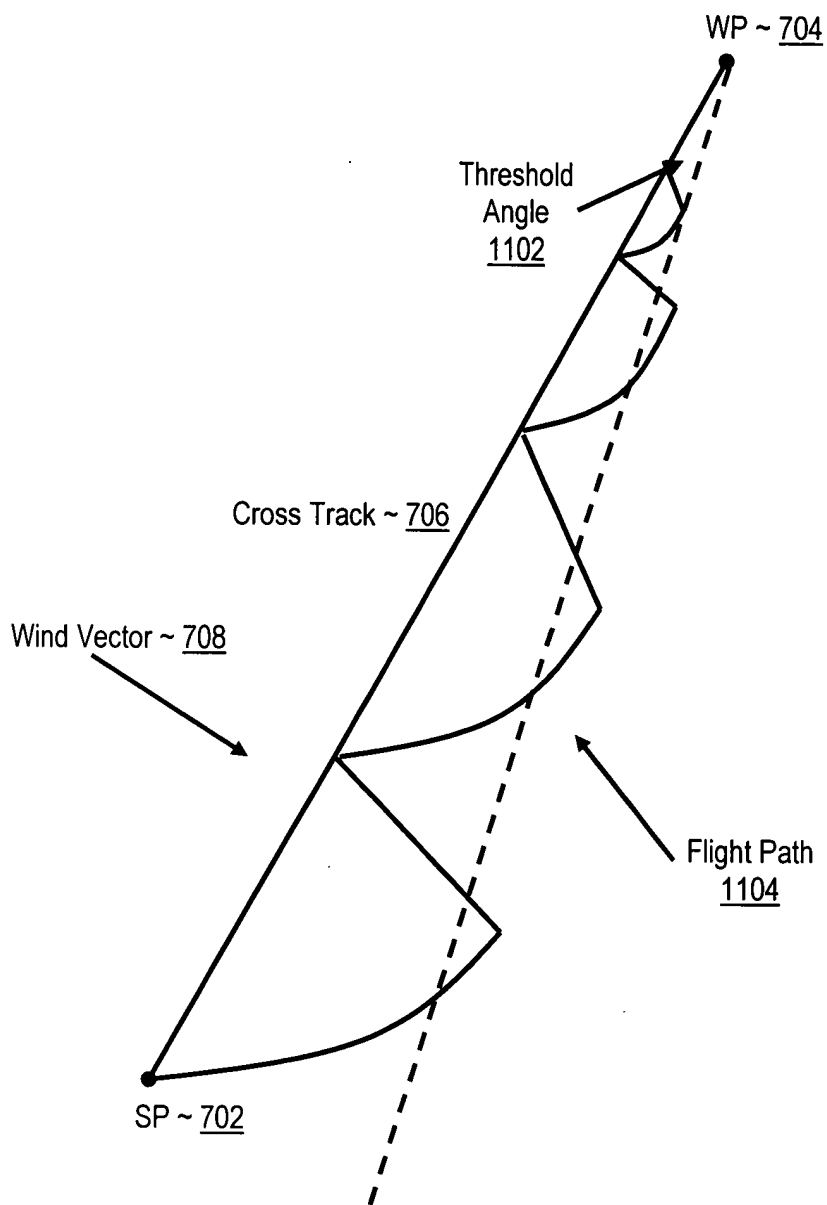 WP ~ 704
Threshold
Angle
1102
Cross Track ~ 706
Wind Vector ~ 708
Flight Path
1104
SP ~ 702